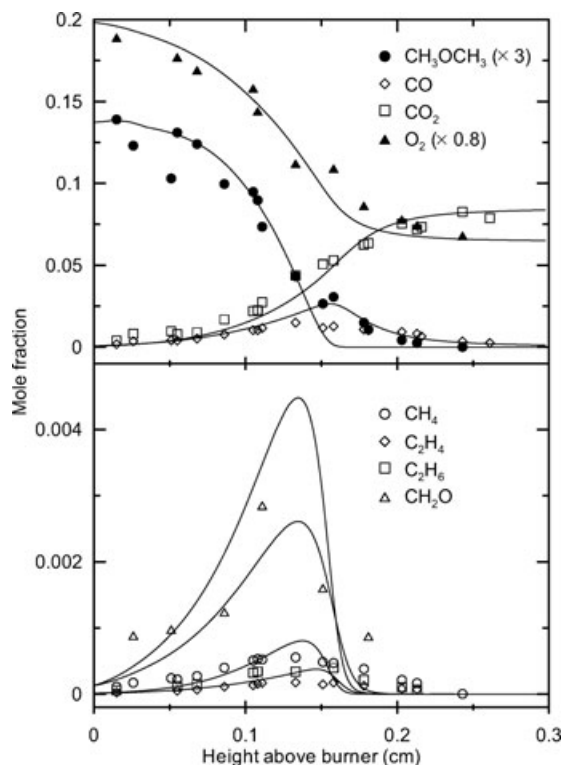 0.2
0.15
0.1
0.05
0
CH₃OCH₃ (× 3)
CO
CO₂
O₂ (× 0.8)
Mole fraction
0.004
0.002
0
CH₄
C₂H₄
C₂H₆
CH₂O
0 0.1 0.2 0.3
Height above burner (cm)